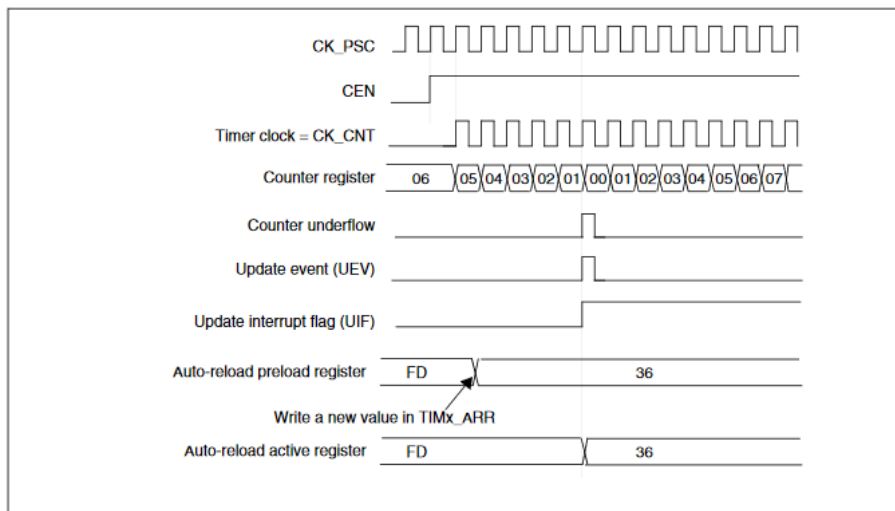 CK_PSC
CEN
Timer clock = CK_CNT
Counter register 06 05 04 03 02 01 00 01 02 03 04 05 06 07
Counter underflow
Update event (UEV)
Update interrupt flag (UIF)
Auto-reload preload register FD 36
Write a new value in TIMx_ARR
Auto-reload active register FD 36